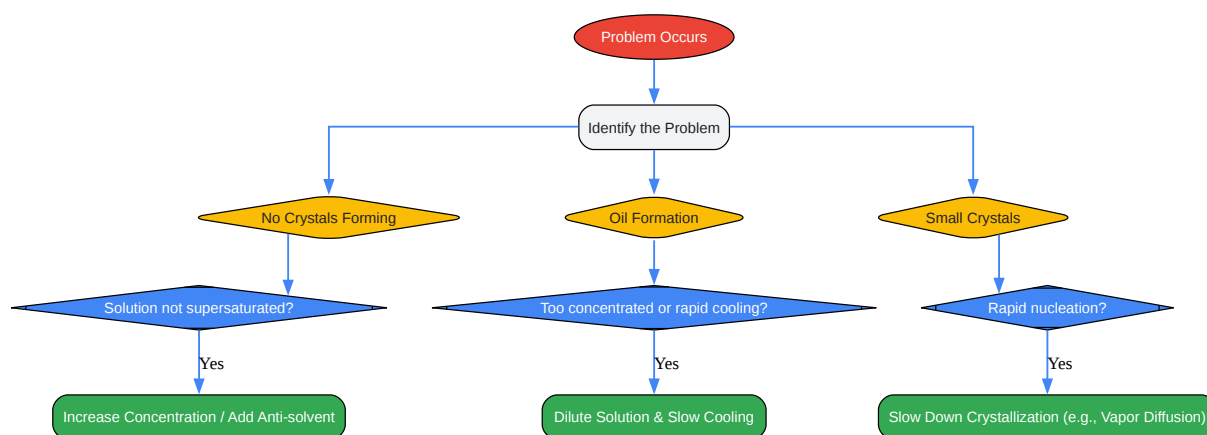 Problem Occurs
Identify the Problem
No Crystals Forming
Oil Formation
Small Crystals
Solution not supersaturated?
Too concentrated or rapid cooling?
Rapid nucleation?
Yes
Yes
Yes
Increase Concentration / Add Anti-solvent
Dilute Solution & Slow Cooling
Slow Down Crystallization (e.g., Vapor Diffusion)